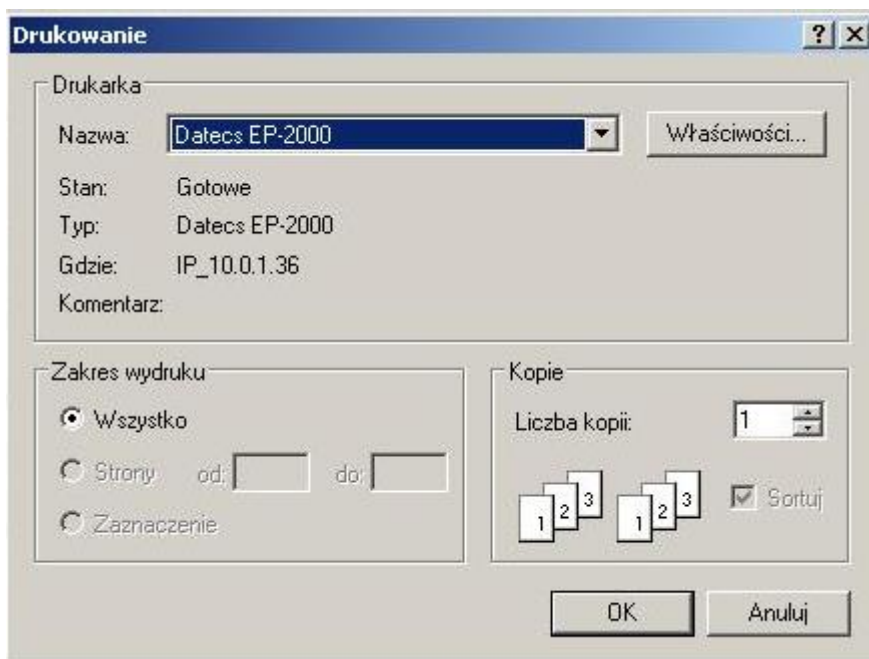 Drukowanie
Drukarka
Nazwa: Datecs EP-2000 Właściwości...
Stan: Gotowe
Typ: Datecs EP-2000
Gdzie: IP_10.0.1.36
Komentarz:
Zakres wydruku
Wszystko
Strony od: do:
Zaznaczenie
Kopie
Liczba kopii: 1
1 2 3 1 2 3 Sortuj
OK Anuluj